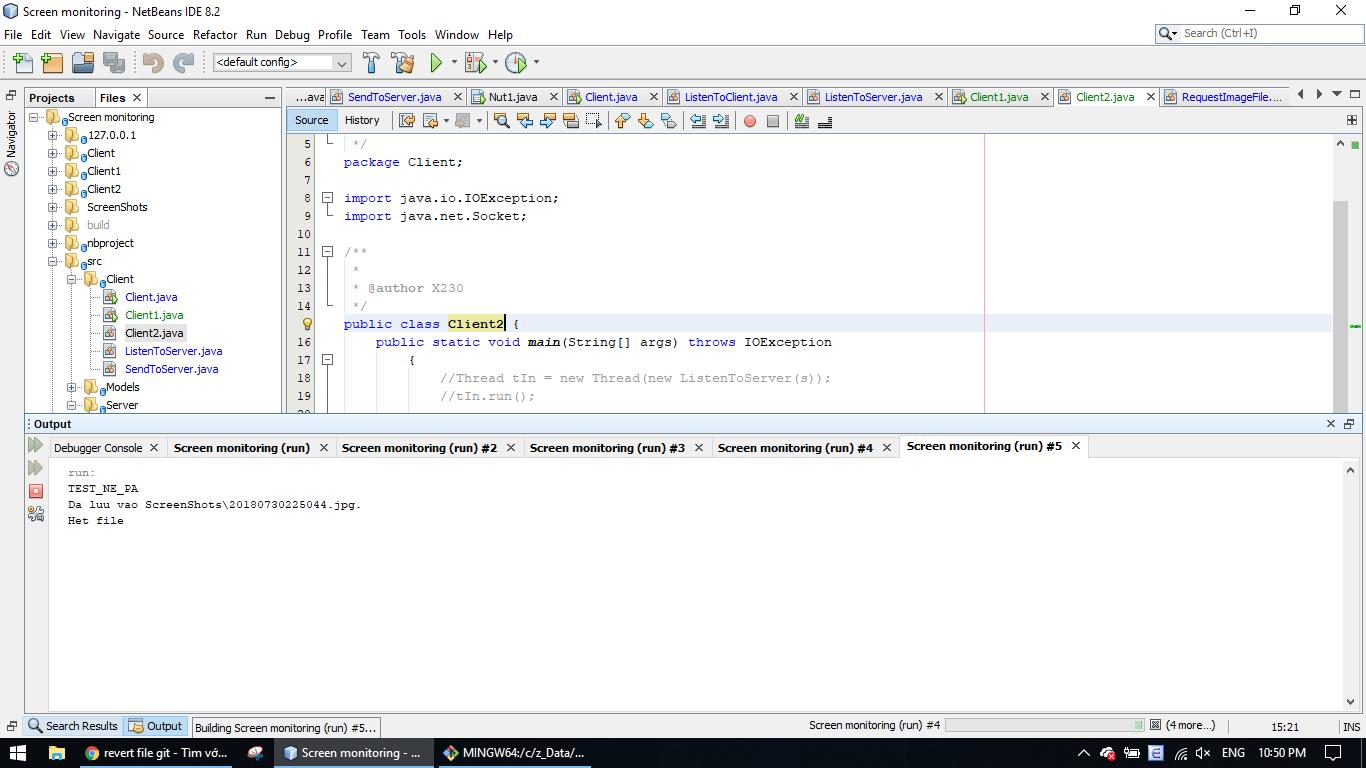 Screen monitoring - NetBeans IDE 8.2
File Edit View Navigate Source Refactor Run Debug Profile Team Tools Window Help
Search (Ctrl+I)
<default config>
Projects Files
...ava SendToServer.java Nut1.java Client.java ListenToClient.java ListenToServer.java Client1.java Client2.java RequestImageFile....
Navigator
Screen monitoring
127.0.0.1
Client
Client1
Client2
ScreenShots
build
nbproject
src
Client
Client.java
Client1.java
Client2.java
ListenToServer.java
SendToServer.java
Models
Server
Source History
5 */
6 package Client;
7
8 import java.io.IOException;
9 import java.net.Socket;
10
11 /**
12 *
13 * @author X230
14 */
public class Client2 {
16 public static void main(String[] args) throws IOException
17 {
18 //Thread tIn = new Thread(new ListenToServer(s));
19 //tIn.run();
Output
Debugger Console Screen monitoring (run) Screen monitoring (run) #2 Screen monitoring (run) #3 Screen monitoring (run) #4 Screen monitoring (run) #5
run:
TEST_NE_PA
Da luu vao ScreenShots\20180730225044.jpg.
Het file
Search Results Output Building Screen monitoring (run) #5... Screen monitoring (run) #4 (4 more...) 15:21 INS
revert file git - Tìm vớ... Screen monitoring - ... MINGW64:/c/z_Data/... ENG 10:50 PM